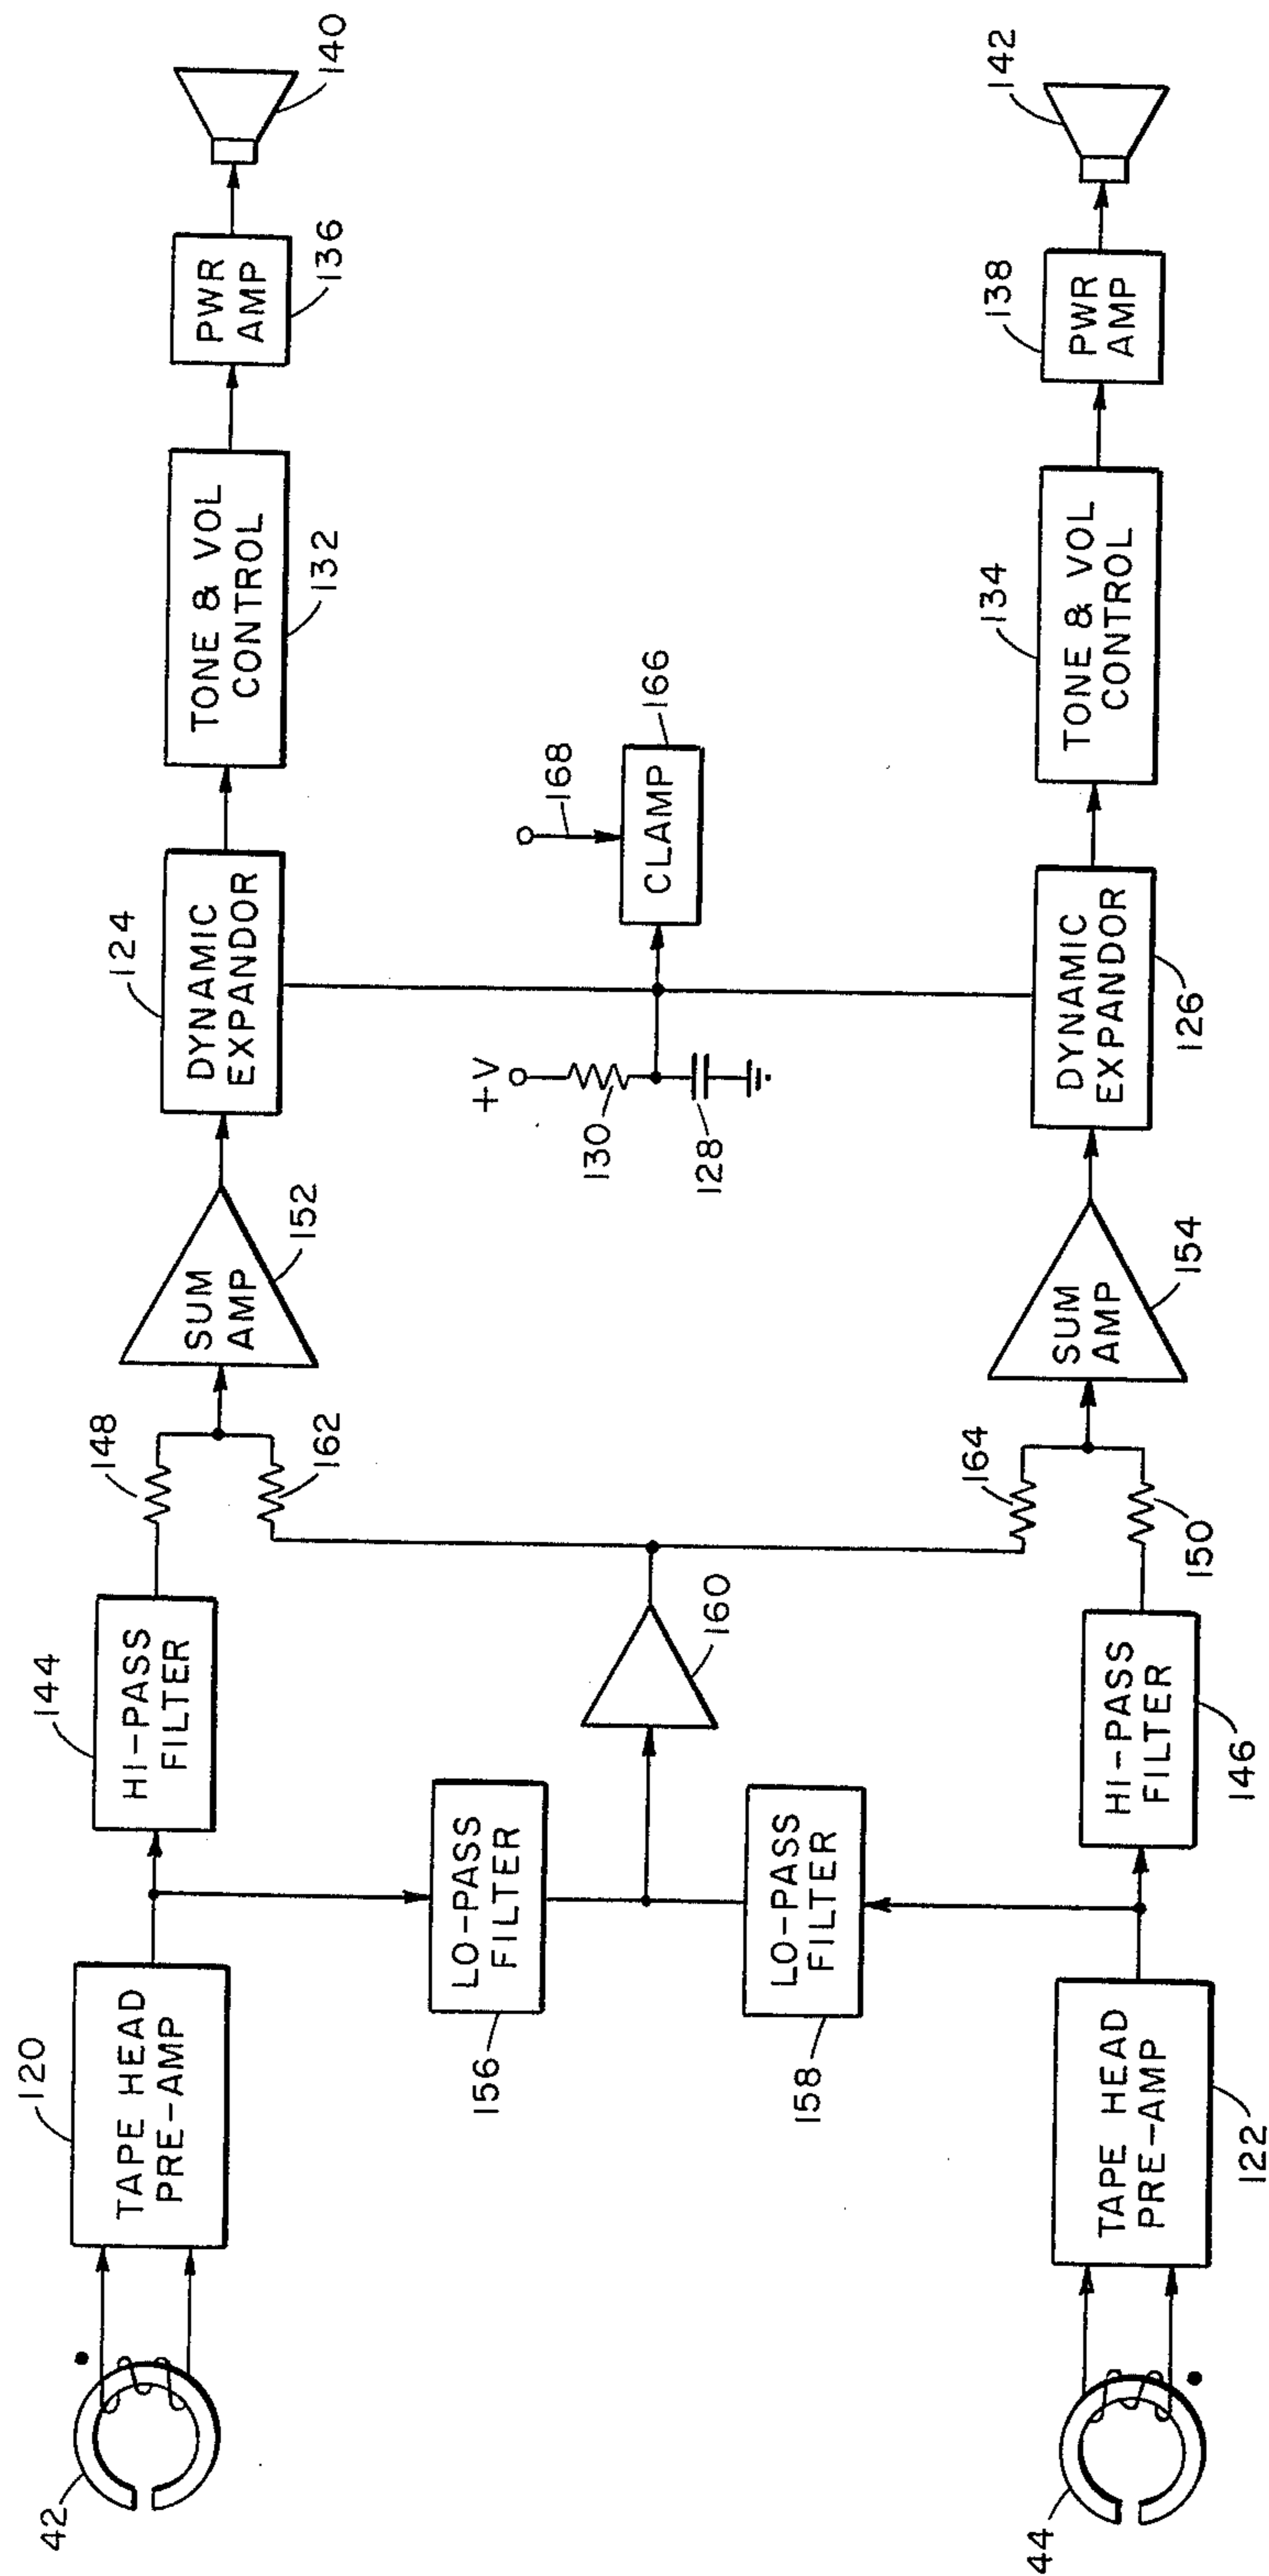 42
120
TAPE HEAD
PRE-AMP
144
HI-PASS
FILTER
148
162
SUM
AMP
152
124
DYNAMIC
EXPANDOR
TONE & VOL
CONTROL
132
PWR
AMP
136
140
LO-PASS
FILTER
156
LO-PASS
FILTER
158
160
+V
130
128
168
CLAMP
166
44
TAPE HEAD
PRE-AMP
122
HI-PASS
FILTER
146
164
150
SUM
AMP
154
DYNAMIC
EXPANDOR
126
134
TONE & VOL
CONTROL
138
PWR
AMP
142